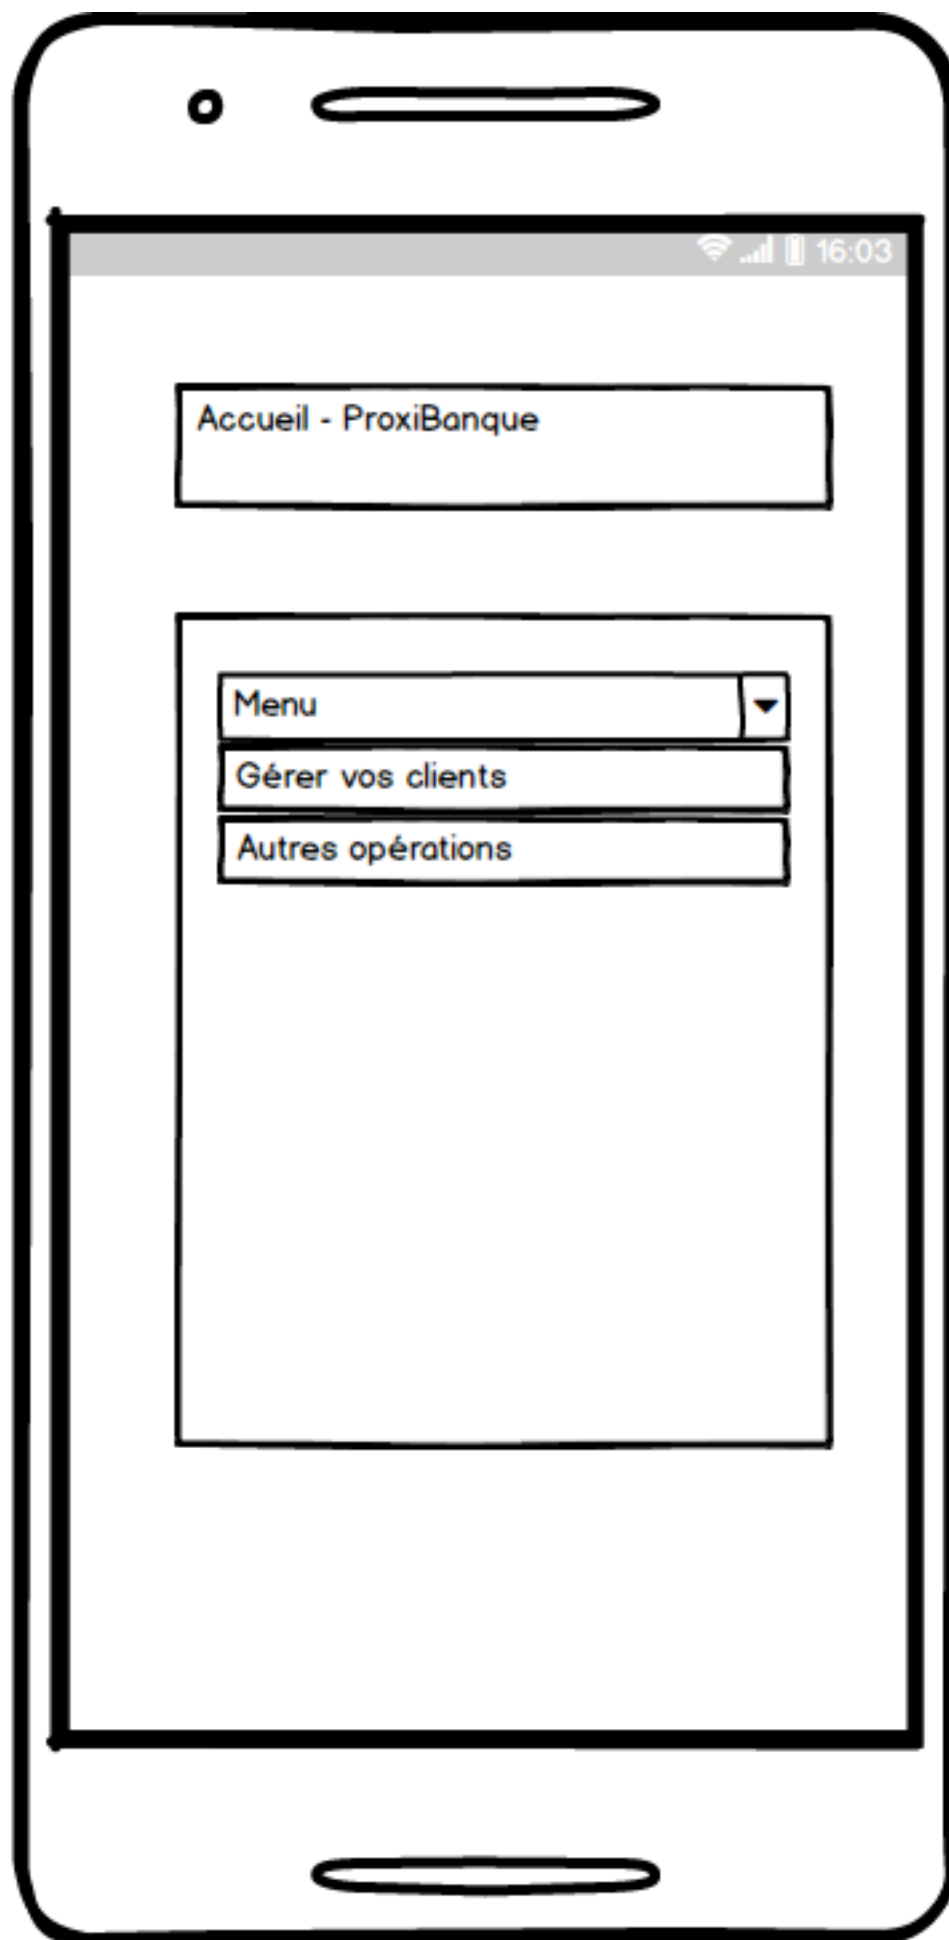 16:03
Accueil - ProxiBanque
Menu
Gérer vos clients
Autres opérations